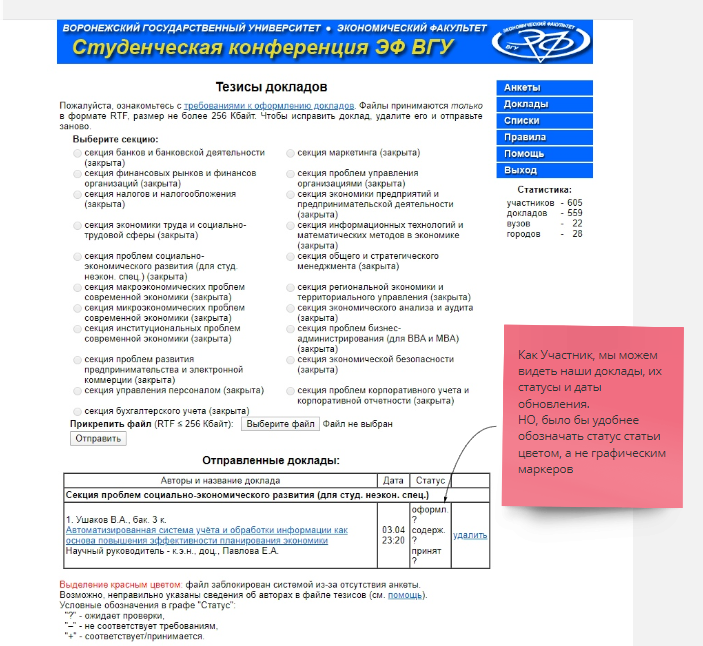 ВОРОНЕЖСКИЙ ГОСУДАРСТВЕННЫЙ УНИВЕРСИТЕТ ● ЭКОНОМИЧЕСКИЙ ФАКУЛЬТЕТ
Студенческая конференция ЭФ ВГУ
ЭКОНОМИЧЕСКИЙ ФАКУЛЬТЕТ
ВГУ
ЭФ
Тезисы докладов
Пожалуйста, ознакомьтесь с требованиями к оформлению докладов. Файлы принимаются только
в формате RTF, размер не более 256 Кбайт. Чтобы исправить доклад, удалите его и отправьте
заново.
Выберите секцию:
секция банков и банковской деятельности
(закрыта)
секция маркетинга (закрыта)
секция финансовых рынков и финансов
организаций (закрыта)
секция проблем управления
организациями (закрыта)
секция налогов и налогообложения
(закрыта)
секция экономики предприятий и
предпринимательской деятельности
(закрыта)
секция экономики труда и социально-
трудовой сферы (закрыта)
секция информационных технологий и
математических методов в экономике
(закрыта)
секция проблем социально-
экономического развития (для студ.
неэкон. спец.) (закрыта)
секция общего и стратегического
менеджмента (закрыта)
секция макроэкономических проблем
современной экономики (закрыта)
секция региональной экономики и
территориального управления (закрыта)
секция микроэкономических проблем
современной экономики (закрыта)
секция экономического анализа и аудита
(закрыта)
секция институциональных проблем
современной экономики (закрыта)
секция проблем бизнес-
администрирования (для BBA и MBA)
(закрыта)
секция проблем развития
предпринимательства и электронной
коммерции (закрыта)
секция экономической безопасности
(закрыта)
секция управления персоналом (закрыта)
секция проблем корпоративного учета и
корпоративной отчетности (закрыта)
секция бухгалтерского учета (закрыта)
Прикрепить файл (RTF ≤ 256 Кбайт): Выберите файл Файл не выбран
Отправить
Отправленные доклады:
Авторы и название доклада Дата Статус
Секция проблем социально-экономического развития (для студ. неэкон. спец.)
1. Ушаков В.А., бак. 3 к.
Автоматизированная система учёта и обработки информации как
основа повышения эффективности планирования экономики
Научный руководитель - к.э.н., доц., Павлова Е.А.
03.04
23:20
оформл.
?
содерж.
?
принят
?
удалить
Выделение красным цветом: файл заблокирован системой из-за отсутствия анкеты.
Возможно, неправильно указаны сведения об авторах в файле тезисов (см. помощь).
Условные обозначения в графе "Статус":
"?" - ожидает проверки,
"–" - не соответствует требованиям,
"+" - соответствует/принимается.
Анкеты
Доклады
Списки
Правила
Помощь
Выход
Статистика:
участников - 605
докладов - 559
вузов - 22
городов - 28
Как Участник, мы можем
видеть наши доклады, их
статусы и даты
обновления.
НО, было бы удобнее
обозначать статус статьи
цветом, а не графическим
маркеров